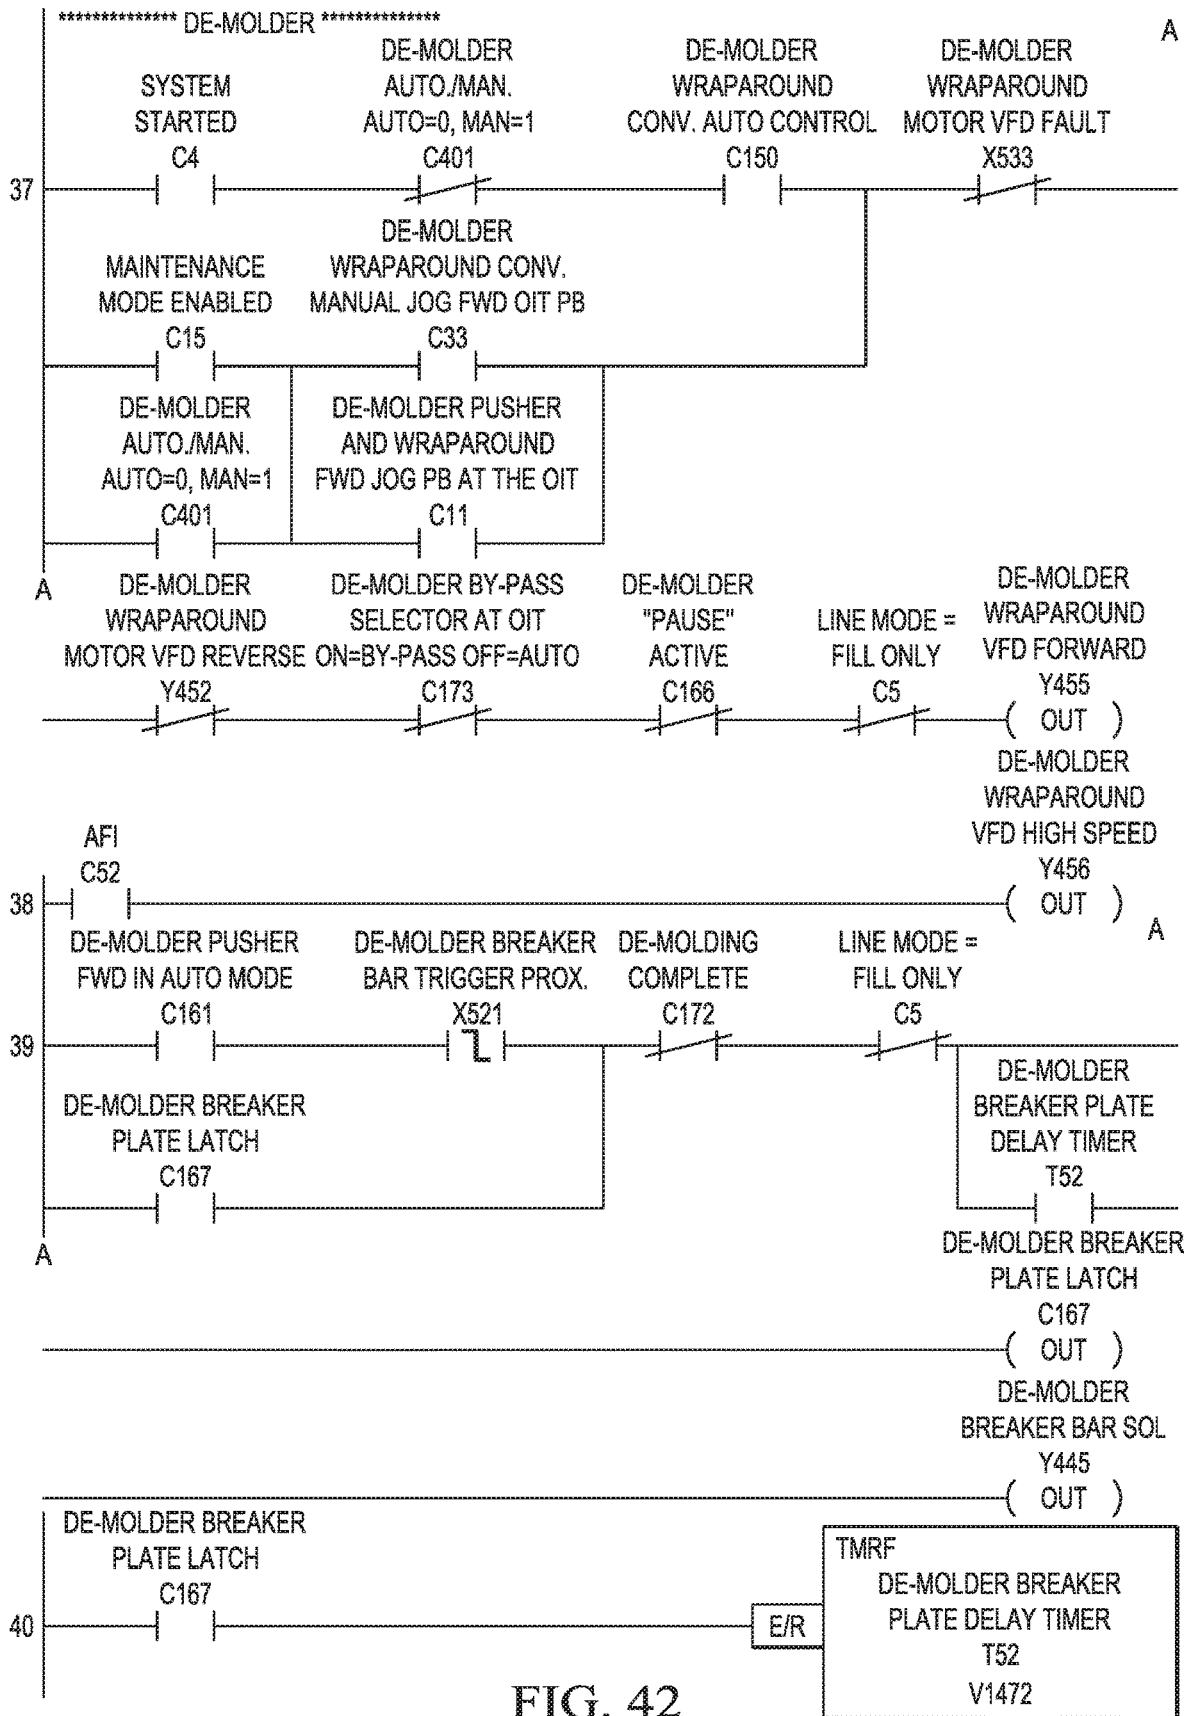 ************** DE-MOLDER **************
A
SYSTEM
STARTED
C4
DE-MOLDER
AUTO./MAN.
AUTO=0, MAN=1
C401
DE-MOLDER
WRAPAROUND
CONV. AUTO CONTROL
C150
DE-MOLDER
WRAPAROUND
MOTOR VFD FAULT
X533
37
MAINTENANCE
MODE ENABLED
C15
DE-MOLDER
WRAPAROUND CONV.
MANUAL JOG FWD OIT PB
C33
DE-MOLDER
AUTO./MAN.
AUTO=0, MAN=1
C401
DE-MOLDER PUSHER
AND WRAPAROUND
FWD JOG PB AT THE OIT
C11
A
DE-MOLDER
WRAPAROUND
MOTOR VFD REVERSE
Y452
DE-MOLDER BY-PASS
SELECTOR AT OIT
ON=BY-PASS OFF=AUTO
C173
DE-MOLDER
"PAUSE"
ACTIVE
C166
LINE MODE =
FILL ONLY
C5
DE-MOLDER
WRAPAROUND
VFD FORWARD
Y455
( OUT )
DE-MOLDER
WRAPAROUND
VFD HIGH SPEED
Y456
( OUT )
AFI
C52
38
A
DE-MOLDER PUSHER
FWD IN AUTO MODE
C161
DE-MOLDER BREAKER
BAR TRIGGER PROX.
X521
DE-MOLDING
COMPLETE
C172
LINE MODE =
FILL ONLY
C5
39
DE-MOLDER BREAKER
PLATE LATCH
C167
DE-MOLDER
BREAKER PLATE
DELAY TIMER
T52
A
DE-MOLDER BREAKER
PLATE LATCH
C167
( OUT )
DE-MOLDER
BREAKER BAR SOL
Y445
( OUT )
DE-MOLDER BREAKER
PLATE LATCH
C167
40
E/R
TMRF
DE-MOLDER BREAKER
PLATE DELAY TIMER
T52
V1472
FIG. 42